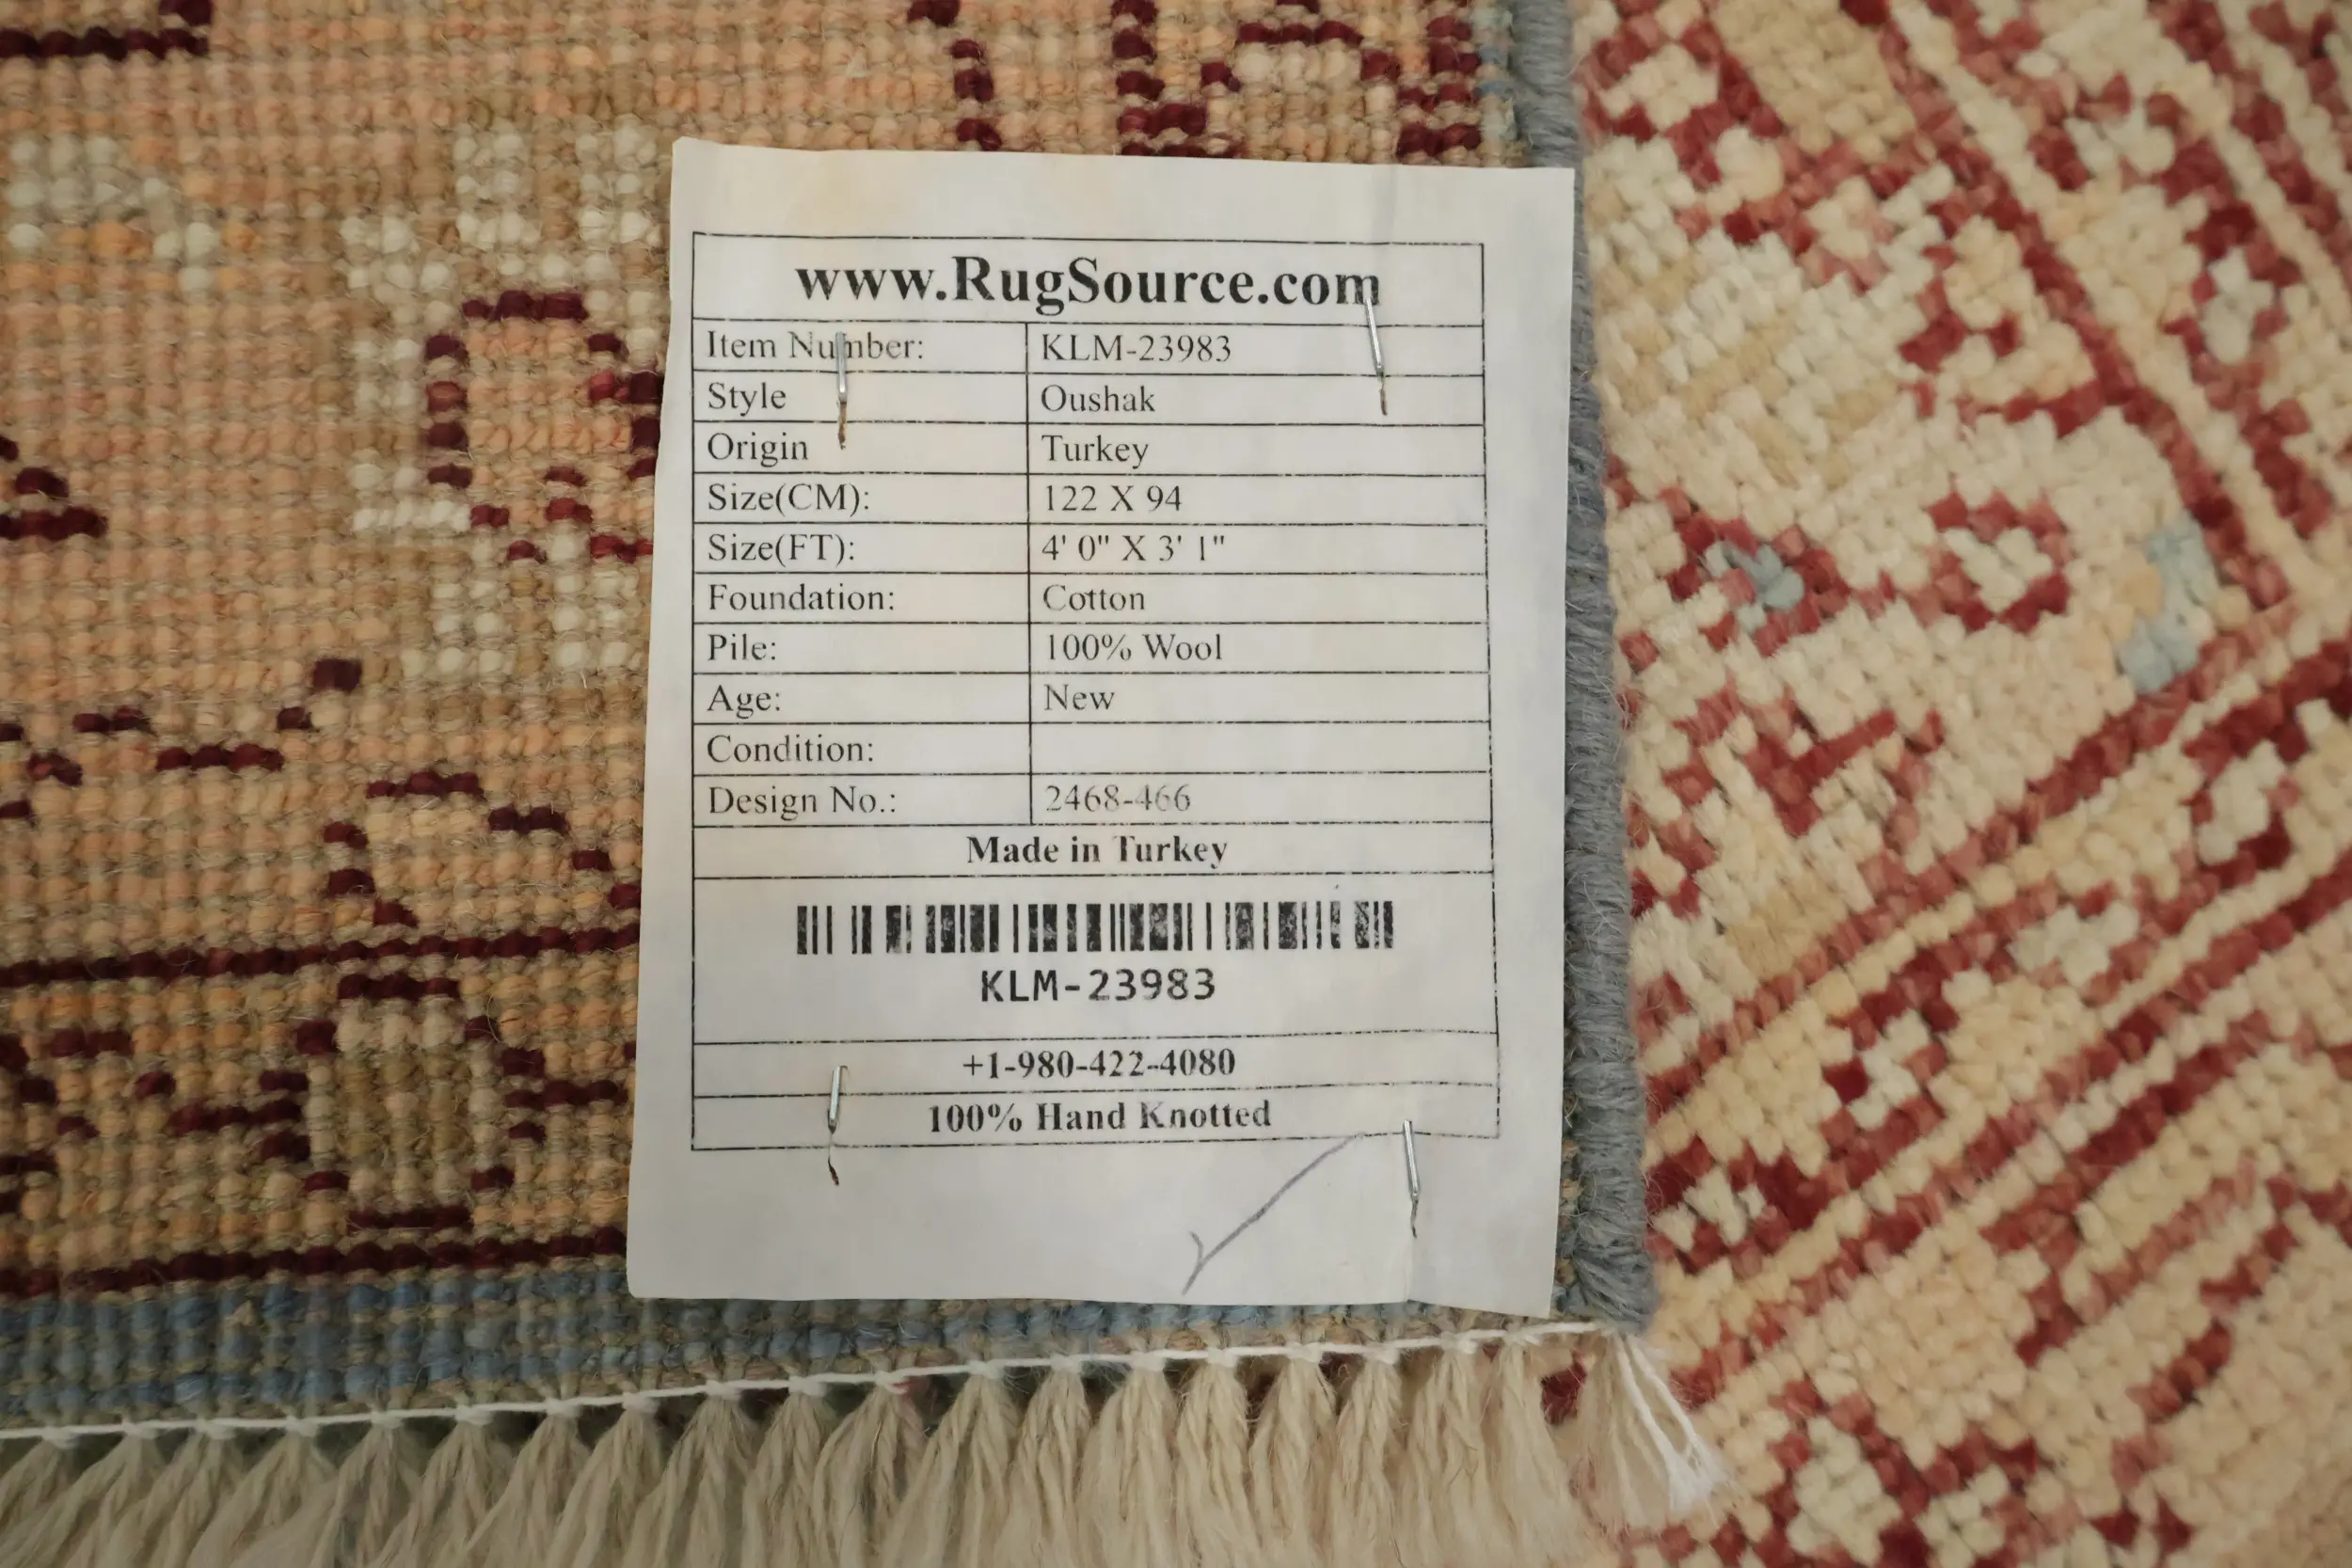 www.RugSource.com
Item Number: KLM-23983
Style Oushak
Origin Turkey
Size(CM): 122 X 94
Size(FT): 4' 0" X 3' 1"
Foundation: Cotton
Pile: 100% Wool
Age: New
Condition:
Design No.: 2468-466
Made in Turkey
KLM-23983
+1-980-422-4080
100% Hand Knotted